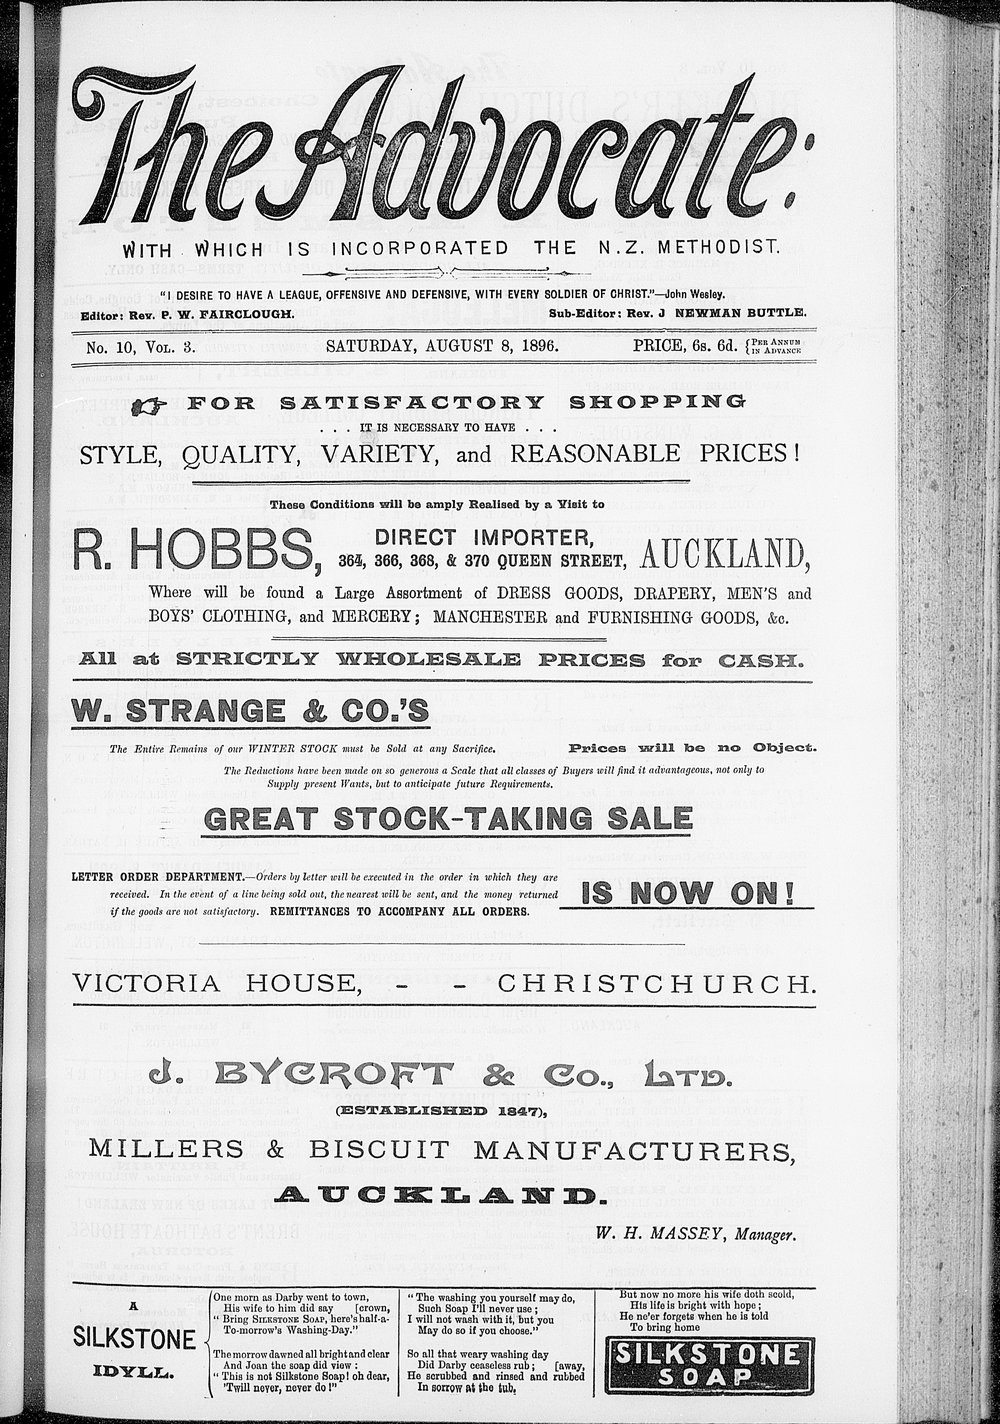 The Advocate:
WITH WHICH IS INCORPORATED THE N.Z. METHODIST.
"I DESIRE TO HAVE A LEAGUE, OFFENSIVE AND DEFENSIVE, WITH EVERY SOLDIER OF CHRIST."—John Wesley.
Editor: Rev. P. W. FAIRCLOUGH. Sub-Editor: Rev. J NEWMAN BUTTLE.
No. 10, VOL. 3. SATURDAY, AUGUST 8, 1896. PRICE, 6s. 6d. { PER ANNUM IN ADVANCE
FOR SATISFACTORY SHOPPING
. . . IT IS NECESSARY TO HAVE . . .
STYLE, QUALITY, VARIETY, and REASONABLE PRICES!
These Conditions will be amply Realised by a Visit to
R. HOBBS, DIRECT IMPORTER, 364, 366, 368, & 370 QUEEN STREET, AUCKLAND,
Where will be found a Large Assortment of DRESS GOODS, DRAPERY, MEN'S and
BOYS' CLOTHING, and MERCERY; MANCHESTER and FURNISHING GOODS, &c.
All at STRICTLY WHOLESALE PRICES for CASH.
W. STRANGE & CO.'S
The Entire Remains of our WINTER STOCK must be Sold at any Sacrifice. Prices will be no Object.
The Reductions have been made on so generous a Scale that all classes of Buyers will find it advantageous, not only to
Supply present Wants, but to anticipate future Requirements.
GREAT STOCK-TAKING SALE
LETTER ORDER DEPARTMENT.—Orders by letter will be executed in the order in which they are
received. In the event of a line being sold out, the nearest will be sent, and the money returned
if the goods are not satisfactory. REMITTANCES TO ACCOMPANY ALL ORDERS.
IS NOW ON!
VICTORIA HOUSE, - - CHRISTCHURCH.
J. BYCROFT & Co., LTD.
(ESTABLISHED 1847),
MILLERS & BISCUIT MANUFACTURERS,
AUCKLAND.
W. H. MASSEY, Manager.
A
SILKSTONE
IDYLL.
One morn as Darby went to town,
His wife to him did say [crown,
"Bring SILKSTONE SOAP, here's half-a-
To-morrow's Washing-Day."
The morrow dawned all bright and clear
And Joan the soap did view:
"This is not Silkstone Soap! oh dear,
'Twill never, never do!"
"The washing you yourself may do,
Such Soap I'll never use;
I will not wash with it, but you
May do so if you choose."
So all that weary washing day
Did Darby ceaseless rub; [away,
He scrubbed and rinsed and rubbed
In sorrow at the tub.
But now no more his wife doth scold,
His life is bright with hope;
He ne'er forgets when he is told
To bring home
SILKSTONE
SOAP